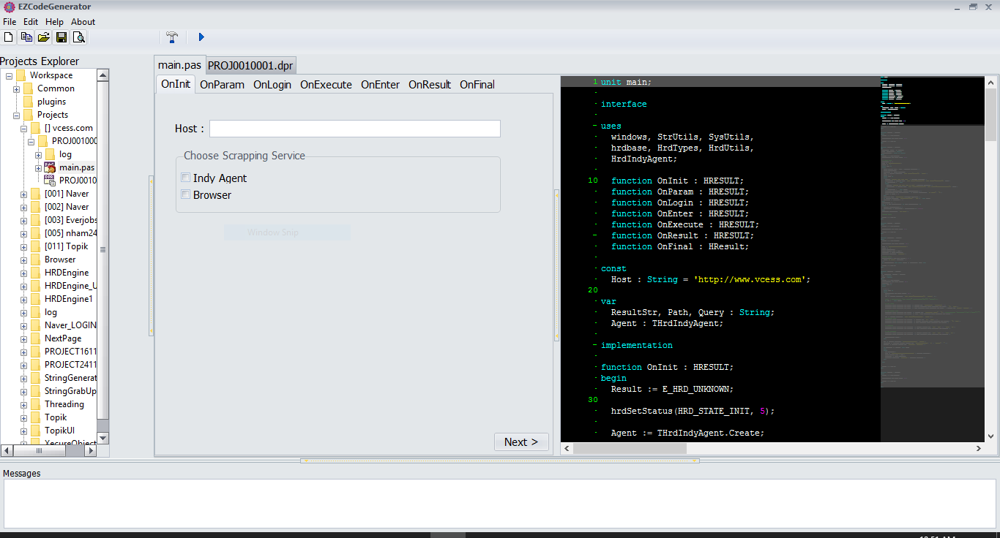 EZCodeGenerator
File Edit Help About
Projects Explorer
Workspace
Common
plugins
Projects
[] vcess.com
PROJ001000
log
main.pas
PROJ0010
[001] Naver
[002] Naver
[003] Everjobs
[005] nham24
[011] Topik
Browser
HRDEngine
HRDEngine_U
HRDEngine1
log
Naver_LOGIN
NextPage
PROJECT1611
PROJECT2411
StringGenerat
StringGrabUp
Threading
Topik
TopikUI
XecureObject
main.pas PROJ0010001.dpr
OnInit OnParam OnLogin OnExecute OnEnter OnResult OnFinal
Host :
Choose Scrapping Service
Indy Agent
Browser
Window Snip
Next >
1 unit main;
interface
uses
windows, StrUtils, SysUtils,
hrdbase, HrdTypes, HrdUtils,
HrdIndyAgent;
10 function OnInit : HRESULT;
function OnParam : HRESULT;
function OnLogin : HRESULT;
function OnEnter : HRESULT;
function OnExecute : HRESULT;
function OnResult : HRESULT;
function OnFinal : HResult;
const
Host : String = 'http://www.vcess.com';
20
var
ResultStr, Path, Query : String;
Agent : THrdIndyAgent;
implementation
function OnInit : HRESULT;
begin
Result := E_HRD_UNKNOWN;
30
hrdSetStatus(HRD_STATE_INIT, 5);
Agent := THrdIndyAgent.Create;
Messages